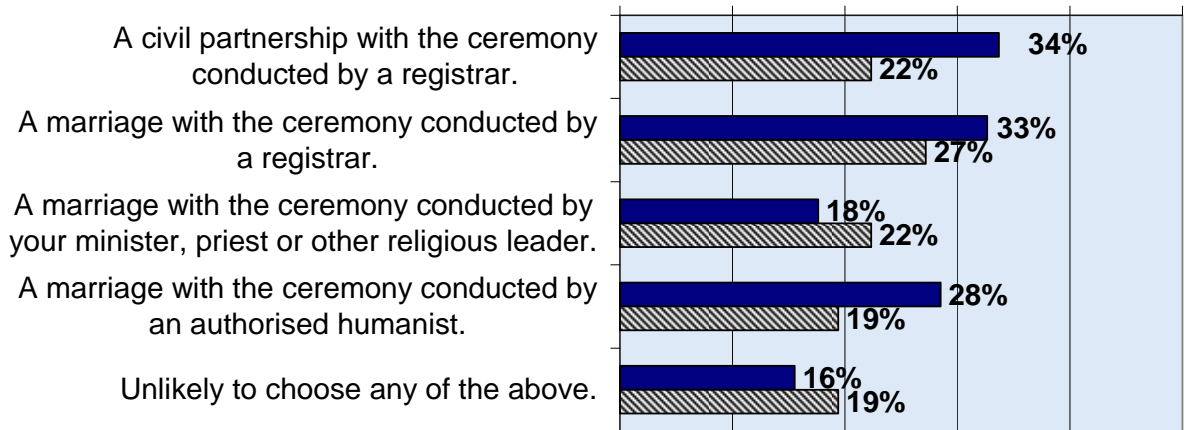 A civil partnership with the ceremony
conducted by a registrar.
34%
22%
A marriage with the ceremony conducted by
a registrar.
33%
27%
A marriage with the ceremony conducted by
your minister, priest or other religious leader.
18%
22%
A marriage with the ceremony conducted by
an authorised humanist.
28%
19%
Unlikely to choose any of the above.
16%
19%